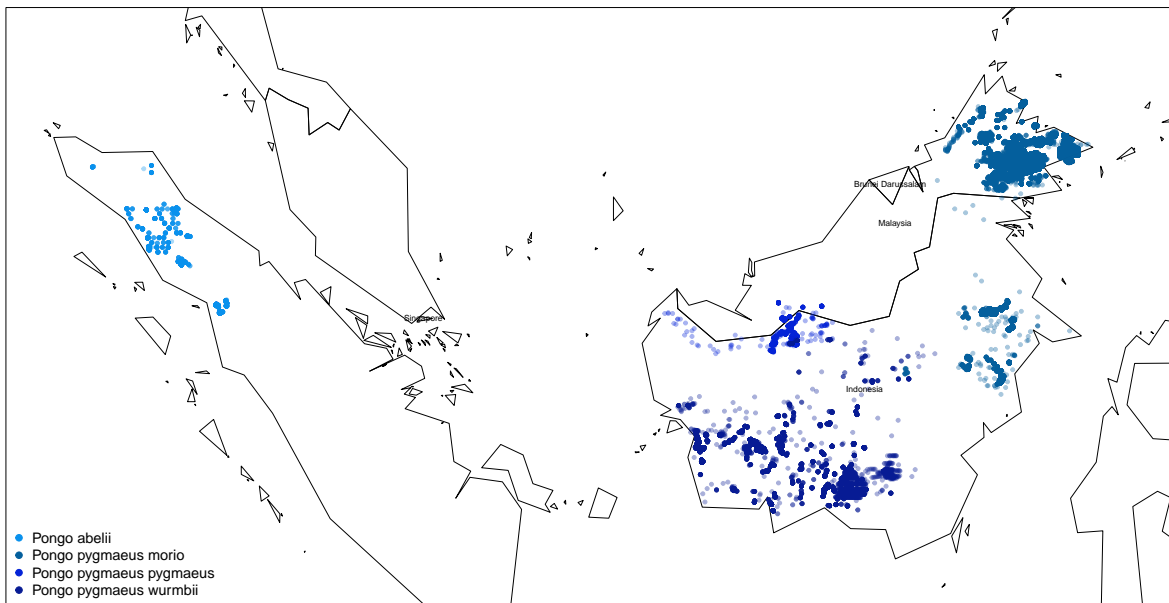 Brunei Darussalam
Malaysia
Singapore
Indonesia
Pongo abelii
Pongo pygmaeus morio
Pongo pygmaeus pygmaeus
Pongo pygmaeus wurmbii